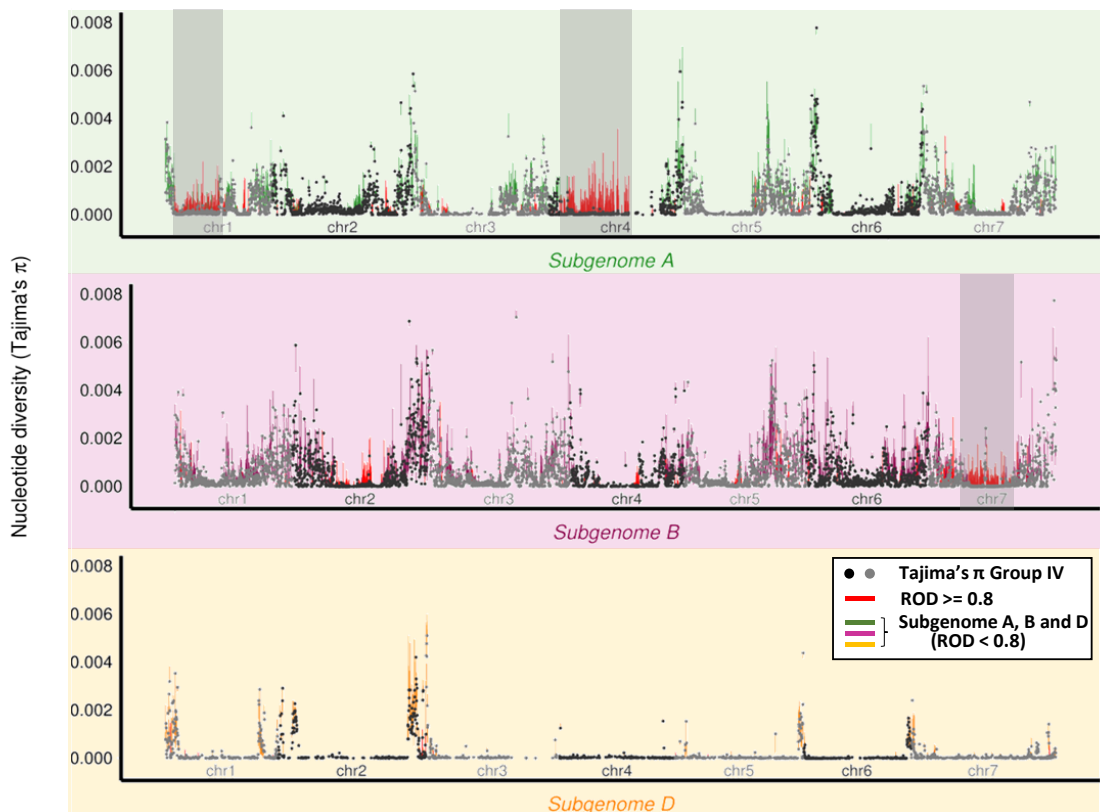 Nucleotide diversity (Tajima's π)
0.008
0.006
0.004
0.002
0.000
chr1 chr2 chr3 chr4 chr5 chr6 chr7
Subgenome A
0.008
0.006
0.004
0.002
0.000
chr1 chr2 chr3 chr4 chr5 chr6 chr7
Subgenome B
0.008
0.006
0.004
0.002
0.000
chr1 chr2 chr3 chr4 chr5 chr6 chr7
Subgenome D
Tajima's π Group IV
ROD >= 0.8
Subgenome A, B and D
(ROD < 0.8)